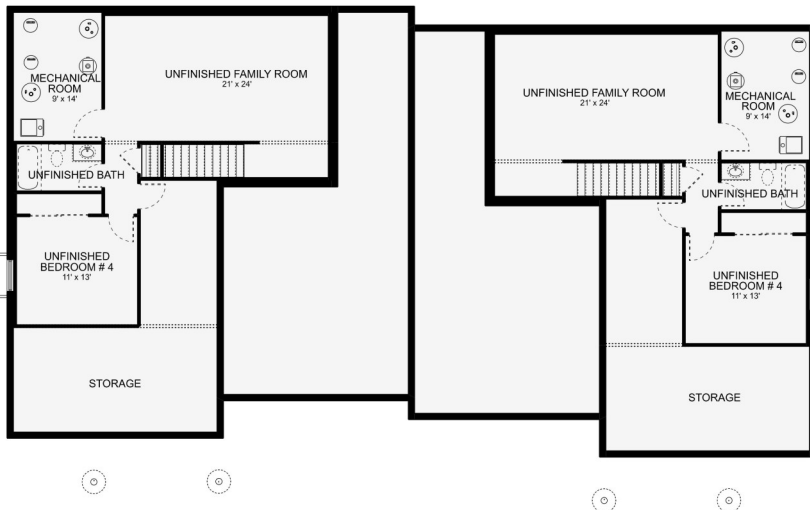 UNFINISHED FAMILY ROOM
21' x 24'
MECHANICAL
ROOM
9' x 14'
UNFINISHED BATH
UNFINISHED
BEDROOM # 4
11' x 13'
STORAGE
UNFINISHED FAMILY ROOM
21' x 24'
MECHANICAL
ROOM
9' x 14'
UNFINISHED BATH
UNFINISHED
BEDROOM # 4
11' x 13'
STORAGE